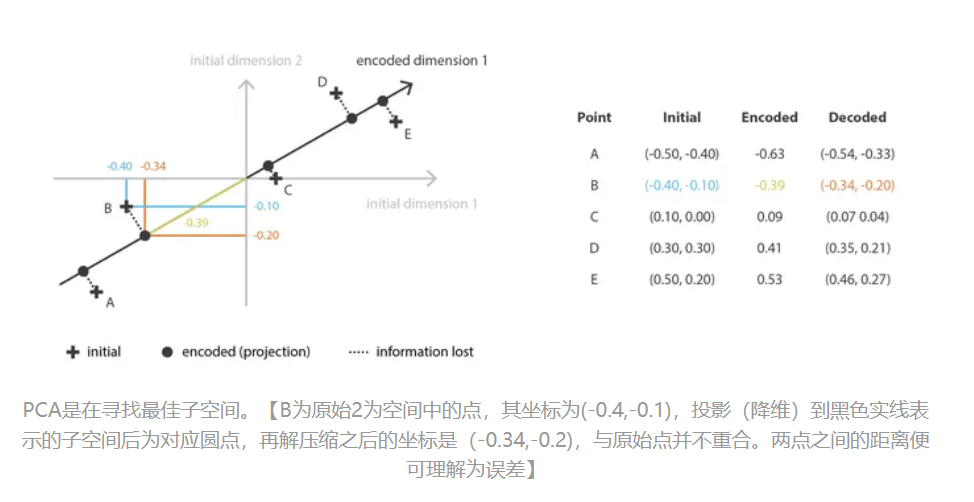 initial dimension 2
encoded dimension 1
D
E
-0.40
-0.34
C
initial dimension 1
B
-0.10
-0.39
-0.20
A
initial
encoded (projection)
information lost
Point Initial Encoded Decoded
A (-0.50, -0.40) -0.63 (-0.54, -0.33)
B (-0.40, -0.10) -0.39 (-0.34, -0.20)
C (0.10, 0.00) 0.09 (0.07 0.04)
D (0.30, 0.30) 0.41 (0.35, 0.21)
E (0.50, 0.20) 0.53 (0.46, 0.27)
PCA是在寻找最佳子空间。【B为原始2为空间中的点，其坐标为(-0.4,-0.1)，投影（降维）到黑色实线表
示的子空间后为对应圆点，再解压缩之后的坐标是（-0.34,-0.2)，与原始点并不重合。两点之间的距离便
可理解为误差】